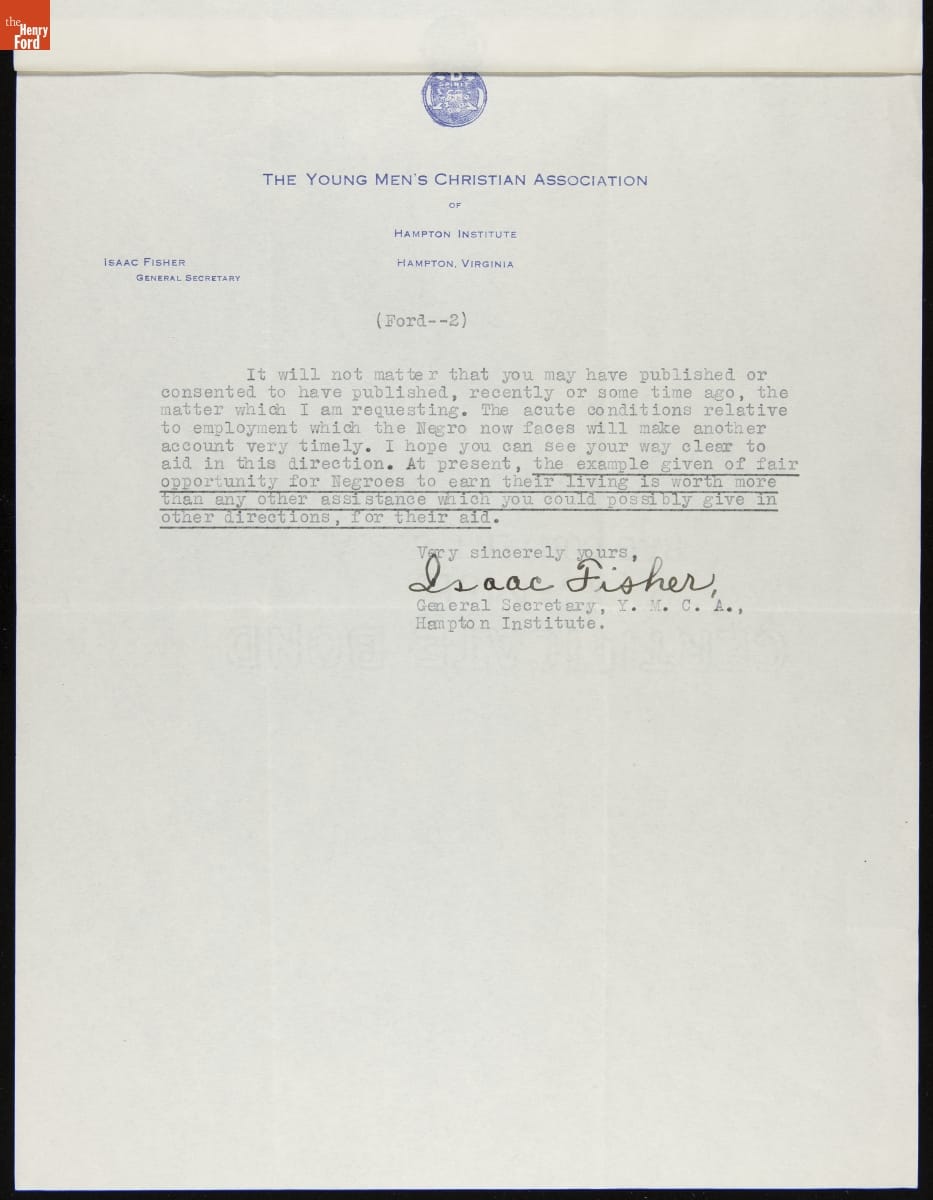 the
Henry
Ford
THE YOUNG MEN'S CHRISTIAN ASSOCIATION
OF
HAMPTON INSTITUTE
ISAAC FISHER
HAMPTON, VIRGINIA
GENERAL SECRETARY
(Ford--2)
It will not matter that you may have published or
consented to have published, recently or some time ago, the
matter which I am requesting. The acute conditions relative
to employment which the Negro now faces will make another
account very timely. I hope you can see your way clear to
aid in this direction. At present, the example given of fair
opportunity for Negroes to earn their living is worth more
than any other assistance which you could possibly give in
other directions, for their aid.
Very sincerely yours,
Isaac Fisher,
General Secretary, Y. M. C. A.,
Hampton Institute.